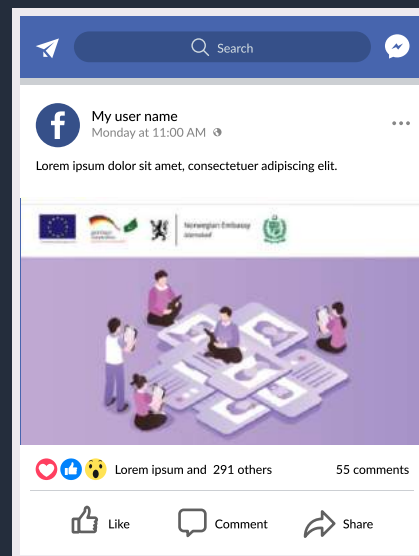 Search
My user name
Monday at 11:00 AM
Lorem ipsum dolor sit amet, consectetuer adipiscing elit.
Norwegian Embassy
Islamabad
Lorem ipsum and 291 others
55 comments
Like
Comment
Share